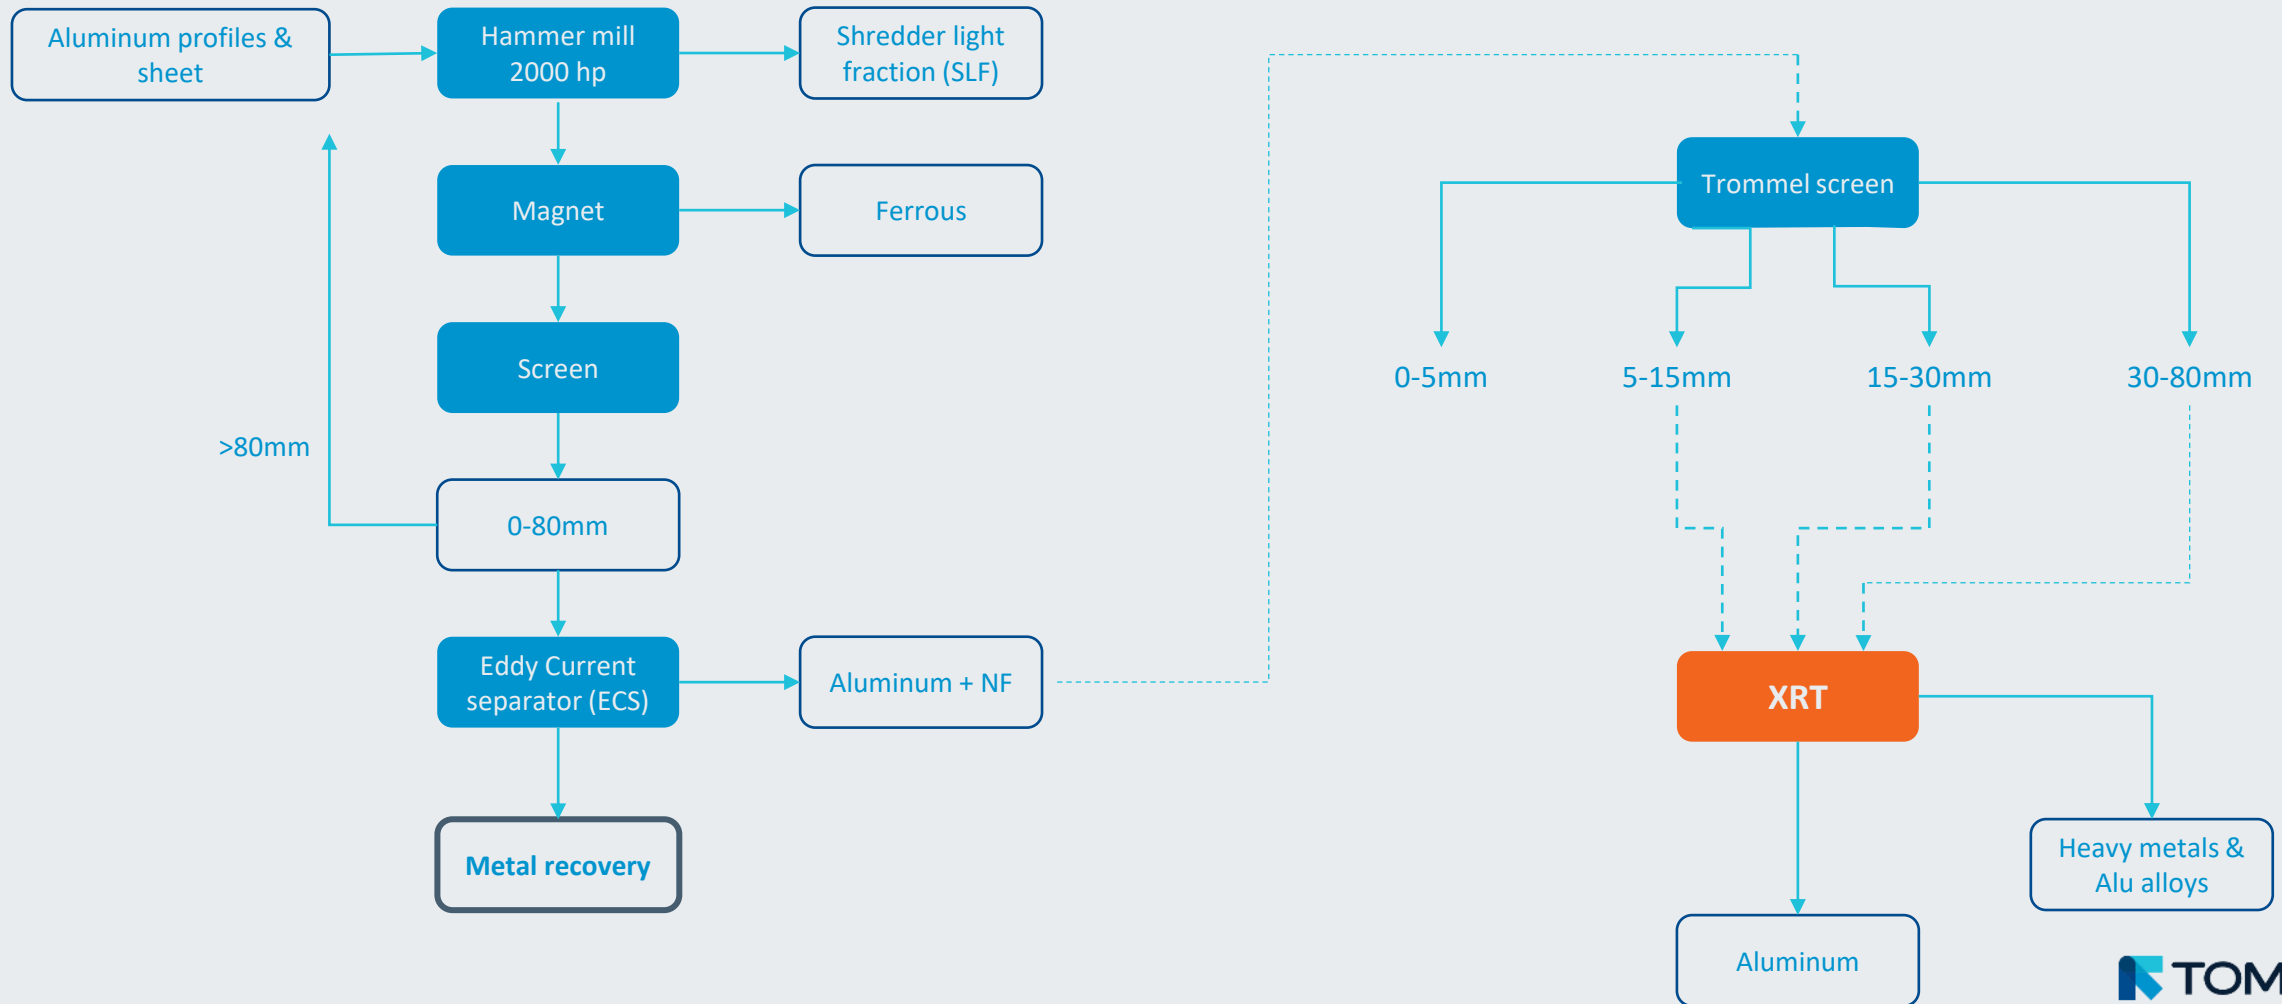 Aluminum profiles &
sheet
Hammer mill
2000 hp
Shredder light
fraction (SLF)
Magnet
Ferrous
Screen
>80mm
0-80mm
Eddy Current
separator (ECS)
Aluminum + NF
Metal recovery
Trommel screen
0-5mm
5-15mm
15-30mm
30-80mm
XRT
Heavy metals &
Alu alloys
Aluminum
TOM